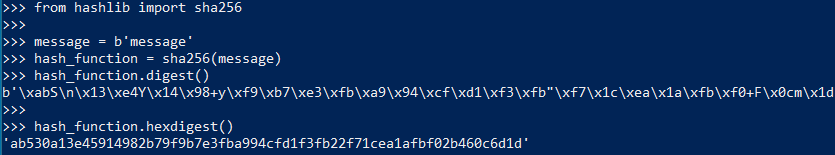 >>> from hashlib import sha256
>>>
>>> message = b'message'
>>> hash_function = sha256(message)
>>> hash_function.digest()
b'\xabS\n\x13\xe4Y\x14\x98+y\xf9\xb7\xe3\xfb\xa9\x94\xcf\xd1\xf3\xfb"\xf7\x1c\xea\x1a\xfb\xf0+F\x0cm\x1d
>>>
>>> hash_function.hexdigest()
'ab530a13e45914982b79f9b7e3fba994cfd1f3fb22f71cea1afbf02b460c6d1d'